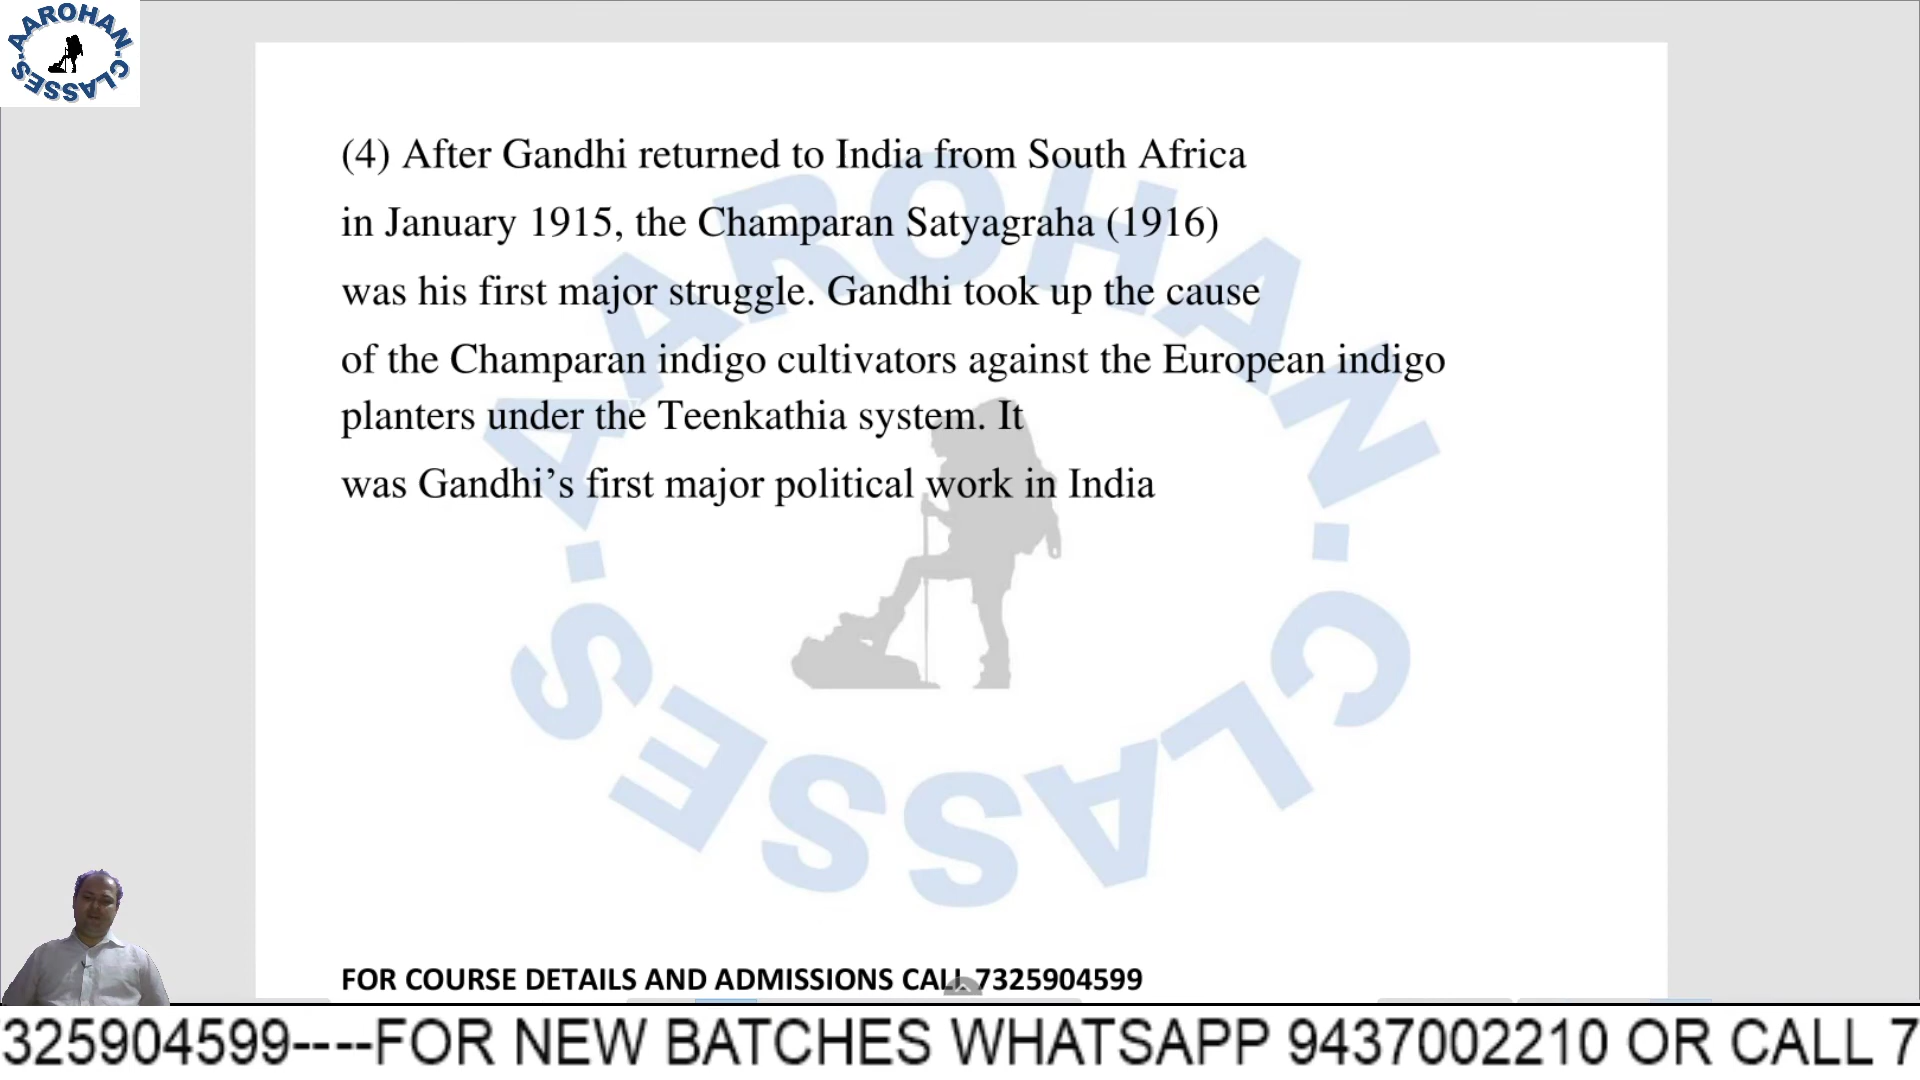 AAROHAN.CLASSES.
(4) After Gandhi returned to India from South Africa
in January 1915, the Champaran Satyagraha (1916)
was his first major struggle. Gandhi took up the cause
of the Champaran indigo cultivators against the European indigo
planters under the Teenkathia system. It
was Gandhi’s first major political work in India
AAROHAN.CLASSES.
FOR COURSE DETAILS AND ADMISSIONS CALL 7325904599
325904599----FOR NEW BATCHES WHATSAPP 9437002210 OR CALL 7